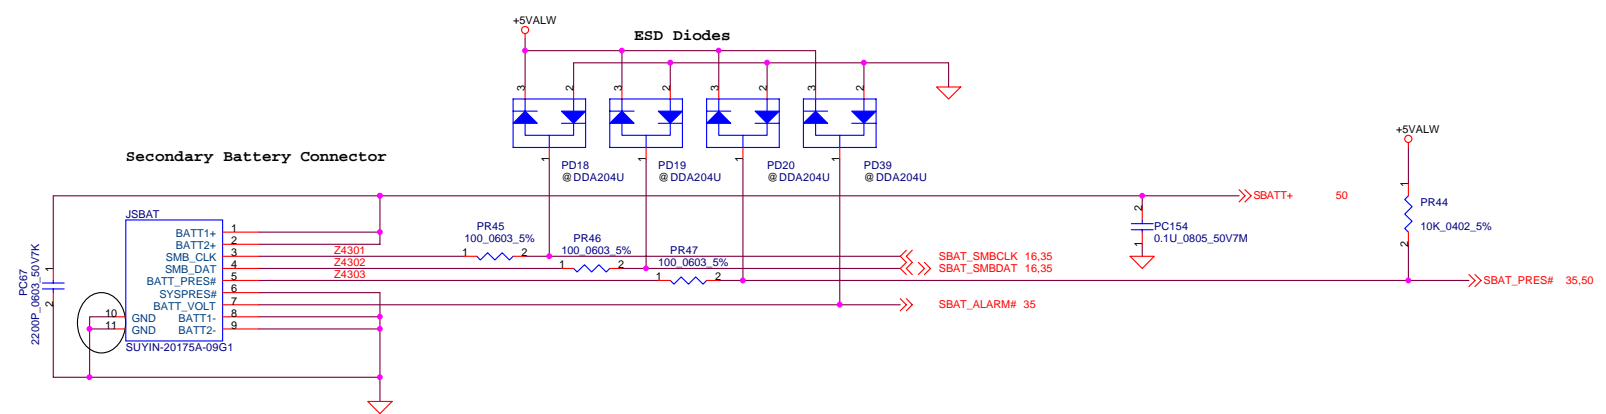 +5VALW
ESD Diodes
3 2 3 2 3 2 3 2
1 1 1 1
PD18
@DDA204U
PD19
@DDA204U
PD20
@DDA204U
PD39
@DDA204U
+5VALW
1
PR44
10K_0402_5%
2
Secondary Battery Connector
SBATT+ 50
2
PC154
0.1U_0805_50V7M
1
JSBAT
BATT1+ 1
BATT2+ 2
SMB_CLK 3
SMB_DAT 4
BATT_PRES# 5
SYSPRES# 6
BATT_VOLT 7
BATT1- 8
BATT2- 9
10 GND
11 GND
SUYIN-20175A-09G1
1
PC67
2200P_0603_50V7K
2
Z4301
Z4302
Z4303
PR45
100_0603_5%
1 2
PR46
100_0603_5%
1 2
PR47
100_0603_5%
1 2
SBAT_SMBCLK 16,35
SBAT_SMBDAT 16,35
SBAT_PRES# 35,50
SBAT_ALARM# 35